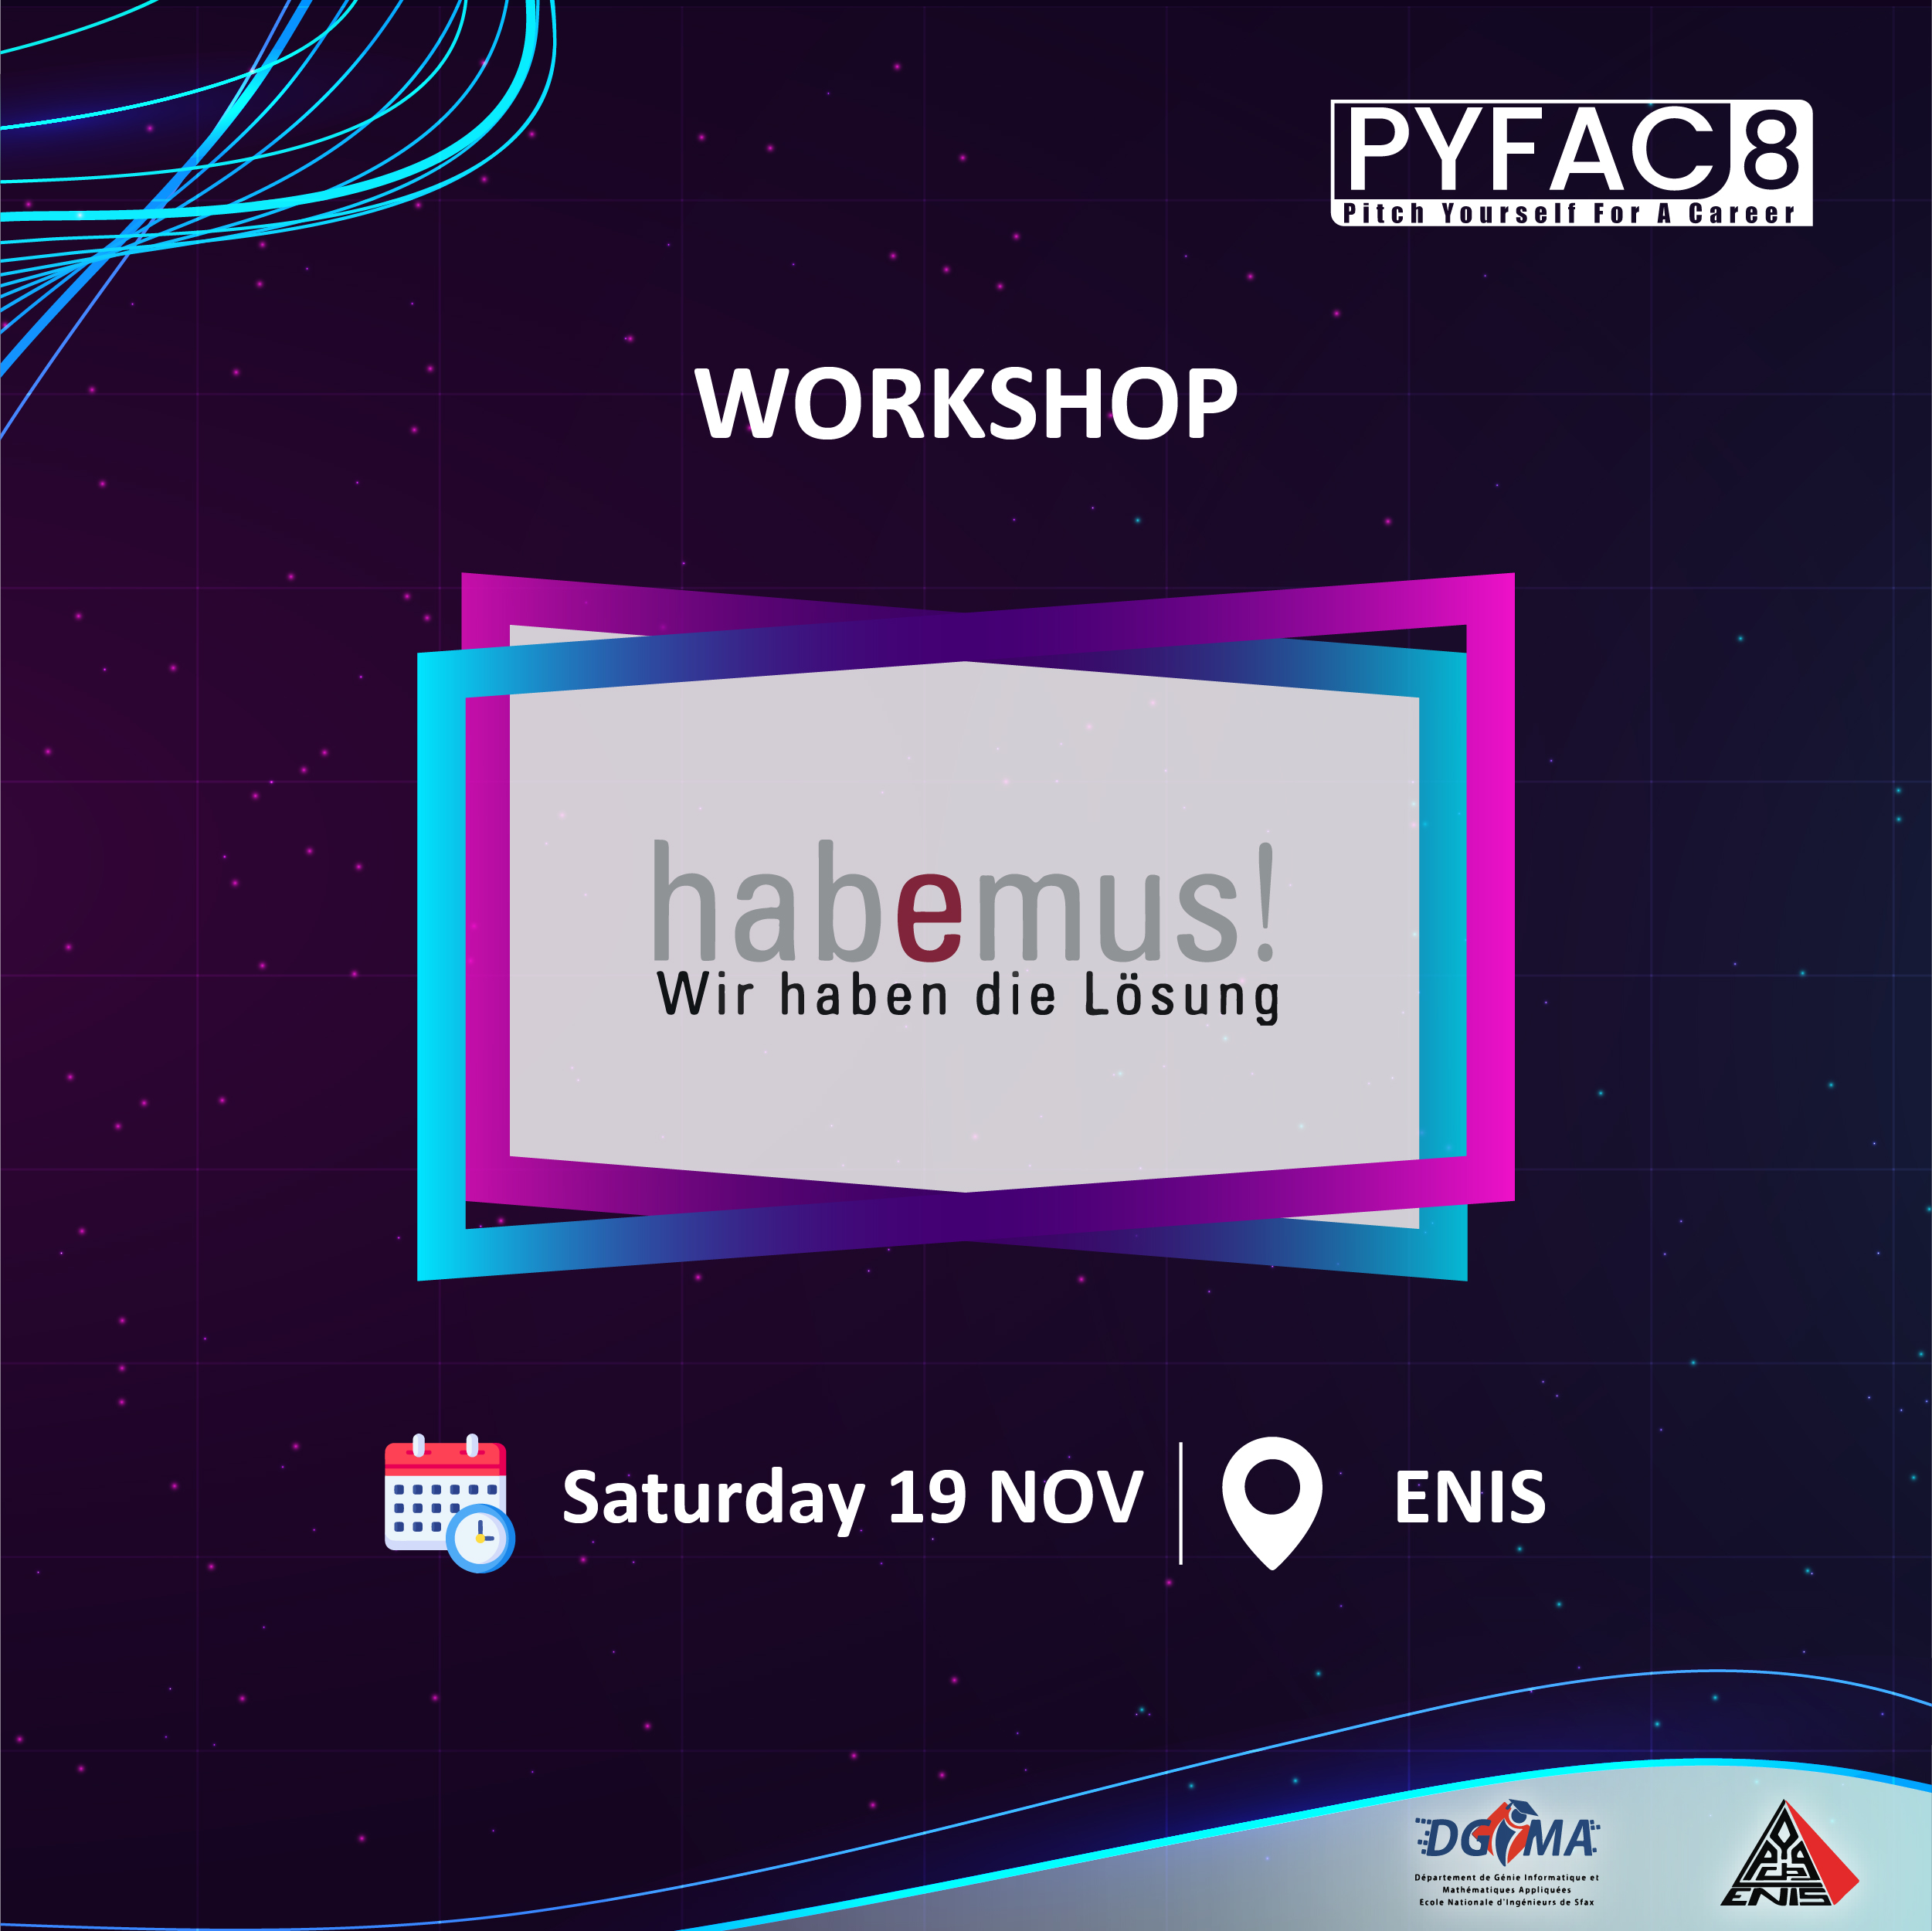 PYFAC8
Pitch Yourself For A Career
WORKSHOP
habemus!
Wir haben die Lösung
Saturday 19 NOV
ENIS
DGIMA
Département de Génie Informatique et
Mathématiques Appliquées
Ecole Nationale d'Ingénieurs de Sfax
ENIS